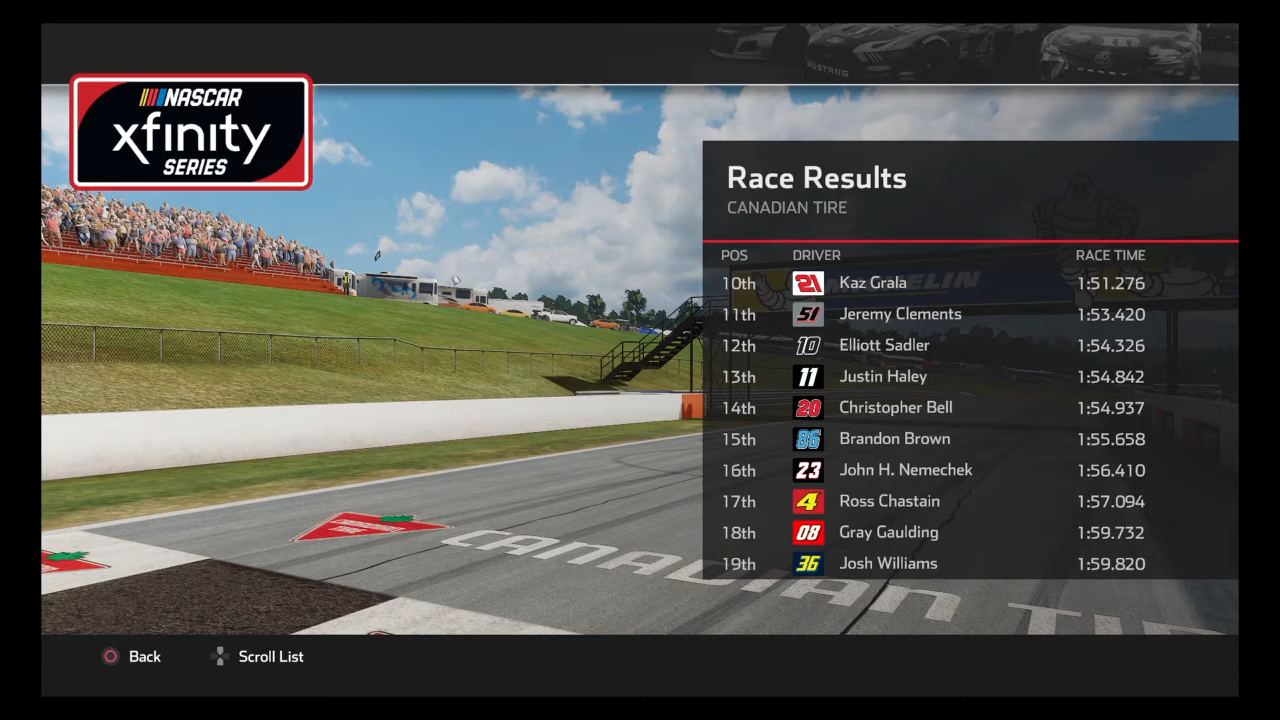 MUSTANG
NASCAR
xfinity
SERIES
Race Results
CANADIAN TIRE
POS DRIVER RACE TIME
MICHELIN
10th 21 Kaz Grala 1:51.276
11th 51 Jeremy Clements 1:53.420
12th 10 Elliott Sadler 1:54.326
13th 11 Justin Haley 1:54.842
14th 20 Christopher Bell 1:54.937
15th 86 Brandon Brown 1:55.658
16th 23 John H. Nemechek 1:56.410
17th 4 Ross Chastain 1:57.094
18th 08 Gray Gaulding 1:59.732
19th 36 Josh Williams 1:59.820
CANADIAN
TIRE
CANADIAN TIR
Back Scroll List